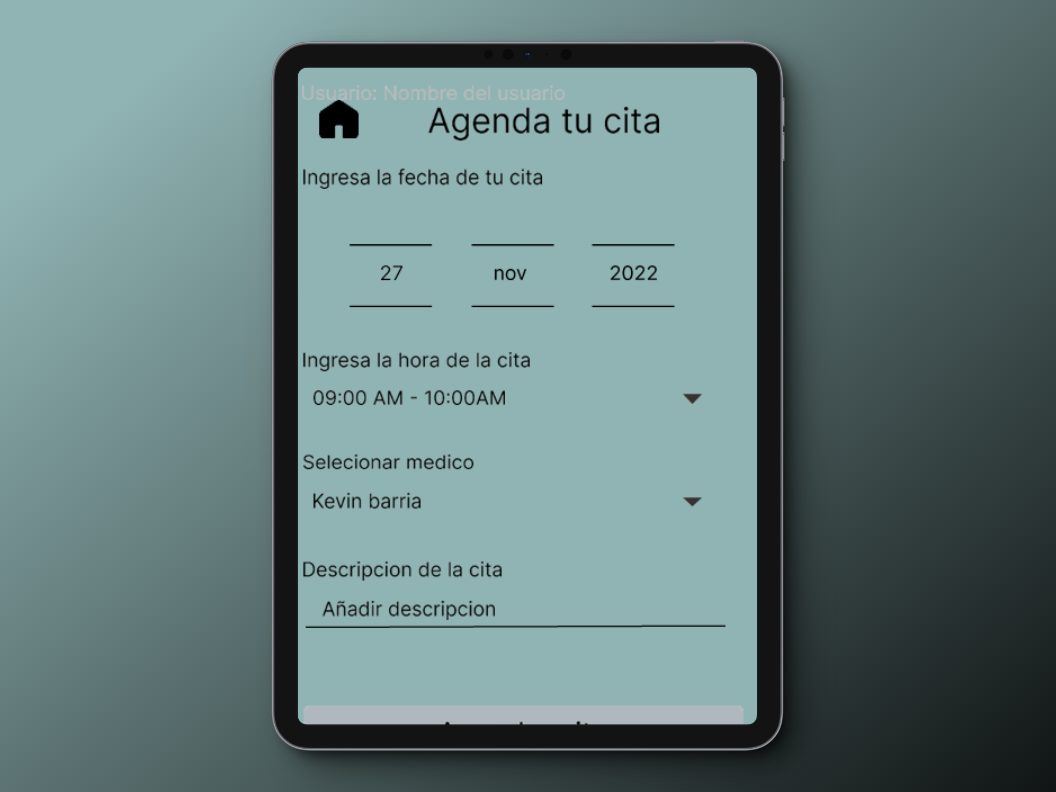 Usuario: Nombre del usuario
Agenda tu cita
Ingresa la fecha de tu cita
27 nov 2022
Ingresa la hora de la cita
09:00 AM - 10:00AM
Selecionar medico
Kevin barria
Descripcion de la cita
Añadir descripcion